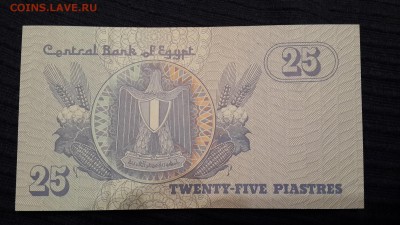 COINS.LAVE.RU
Central Bank of Egypt
25
25
TWENTY-FIVE PIASTRES